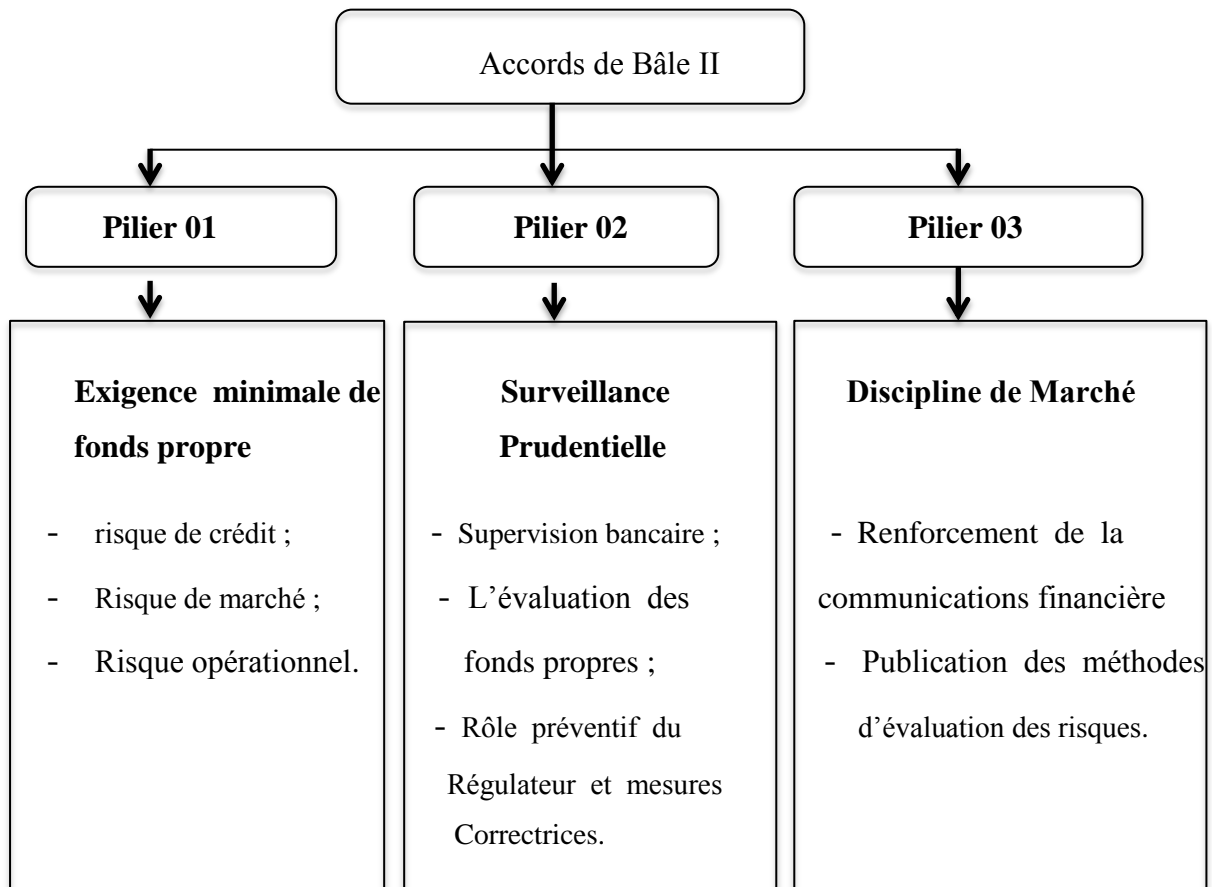 Accords de Bâle II
Pilier 01
Pilier 02
Pilier 03
Exigence minimale de
fonds propre
- risque de crédit ;
- Risque de marché ;
- Risque opérationnel.
Surveillance
Prudentielle
- Supervision bancaire ;
- L’évaluation des
fonds propres ;
- Rôle préventif du
Régulateur et mesures
Correctrices.
Discipline de Marché
- Renforcement de la
communications financière
- Publication des méthodes
d’évaluation des risques.